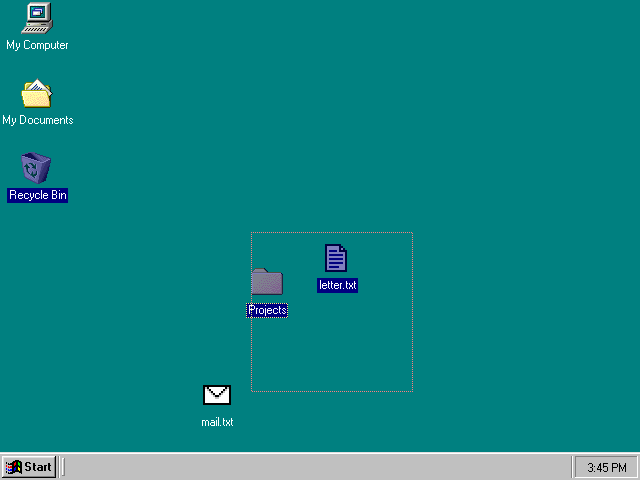 My Computer
My Documents
Recycle Bin
letter.txt
Projects
mail.txt
Start
3:45 PM